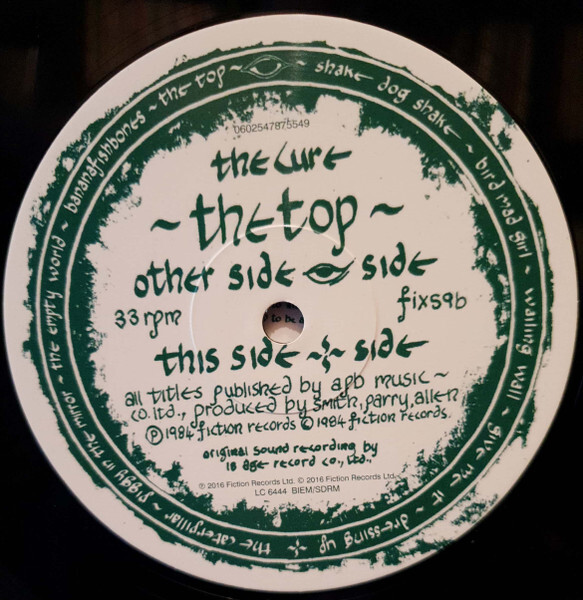 ~ shake dog shake ~ bird mad girl ~ wailing wall ~ give me it ~ dressing up ~ the caterpillar ~ piggy in the mirror ~ the empty world ~ bananafishbones ~ the top ~
0602547875549
the cure
~ the top ~
other side side
33 rpm
fixs9b
this side ~ ~ side
all titles published by apb music ~
co.ltd., produced by smith, parry, allen
℗ 1984 fiction records © 1984 fiction records
original sound recording by
18 age record co., ltd.,
℗ 2016 Fiction Records Ltd. © 2016 Fiction Records Ltd.
LC 6444 BIEM/SDRM